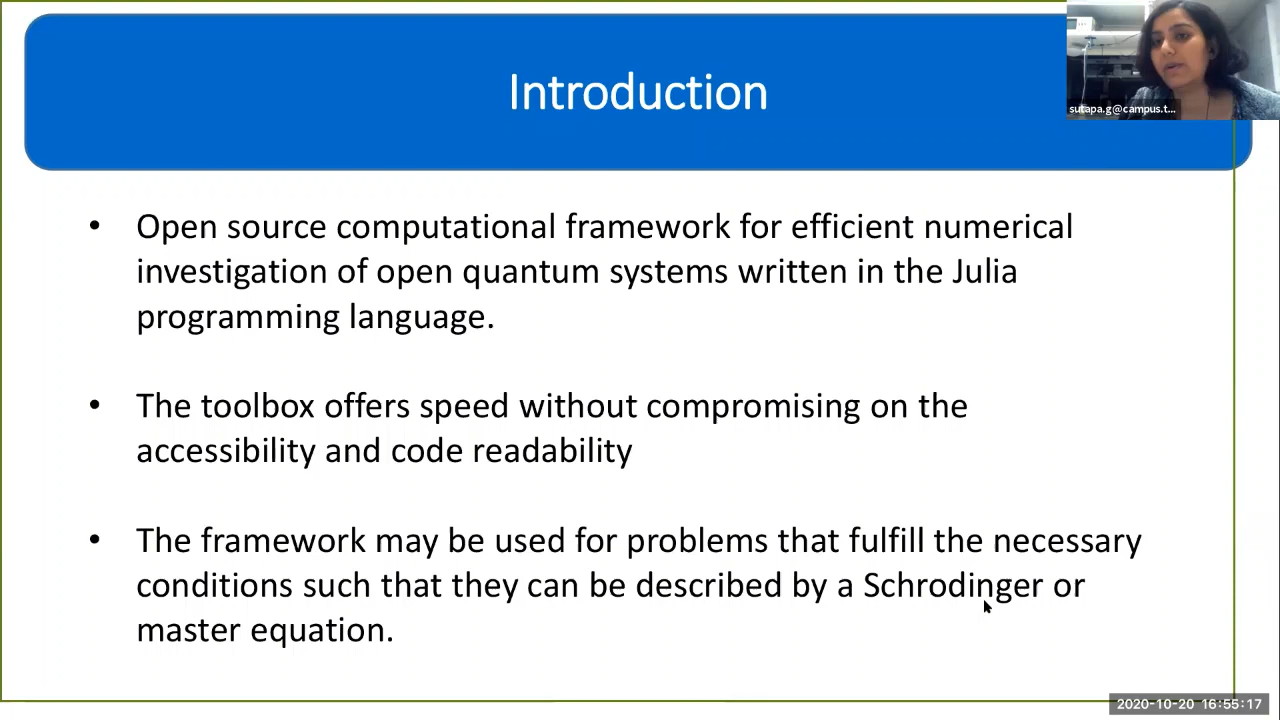 Introduction
sutapa.g@campus.t...
• Open source computational framework for efficient numerical
investigation of open quantum systems written in the Julia
programming language.
• The toolbox offers speed without compromising on the
accessibility and code readability
• The framework may be used for problems that fulfill the necessary
conditions such that they can be described by a Schrodinger or
master equation.
2020-10-20 16:55:17